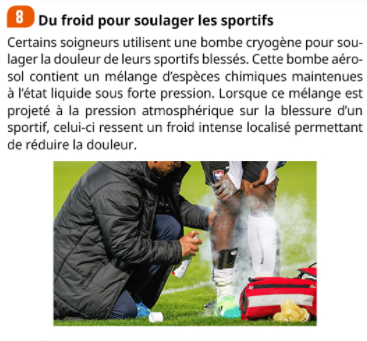 8 Du froid pour soulager les sportifs
Certains soigneurs utilisent une bombe cryogène pour sou-
lager la douleur de leurs sportifs blessés. Cette bombe aéro-
sol contient un mélange d'espèces chimiques maintenues
à l'état liquide sous forte pression. Lorsque ce mélange est
projeté à la pression atmosphérique sur la blessure d'un
sportif, celui-ci ressent un froid intense localisé permettant
de réduire la douleur.